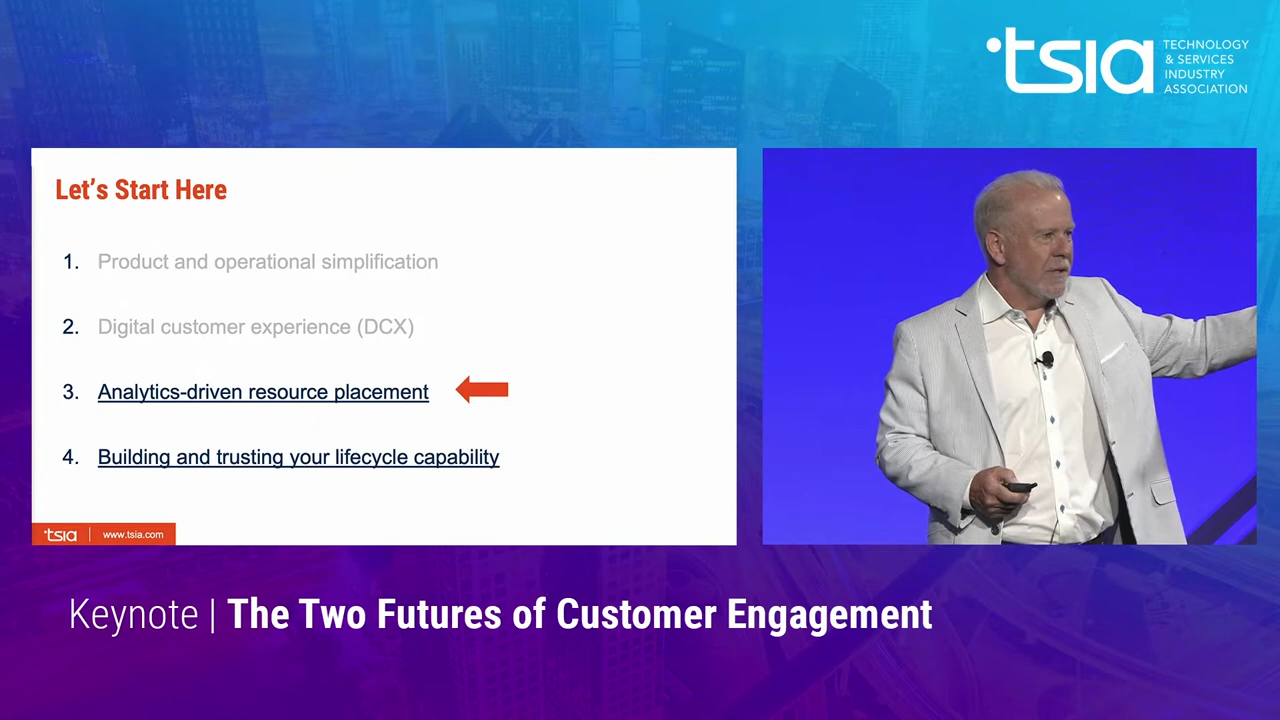 tsia TECHNOLOGY
& SERVICES
INDUSTRY
ASSOCIATION
Let's Start Here
1. Product and operational simplification
2. Digital customer experience (DCX)
3. Analytics-driven resource placement
4. Building and trusting your lifecycle capability
tsia | www.tsia.com
Keynote | The Two Futures of Customer Engagement